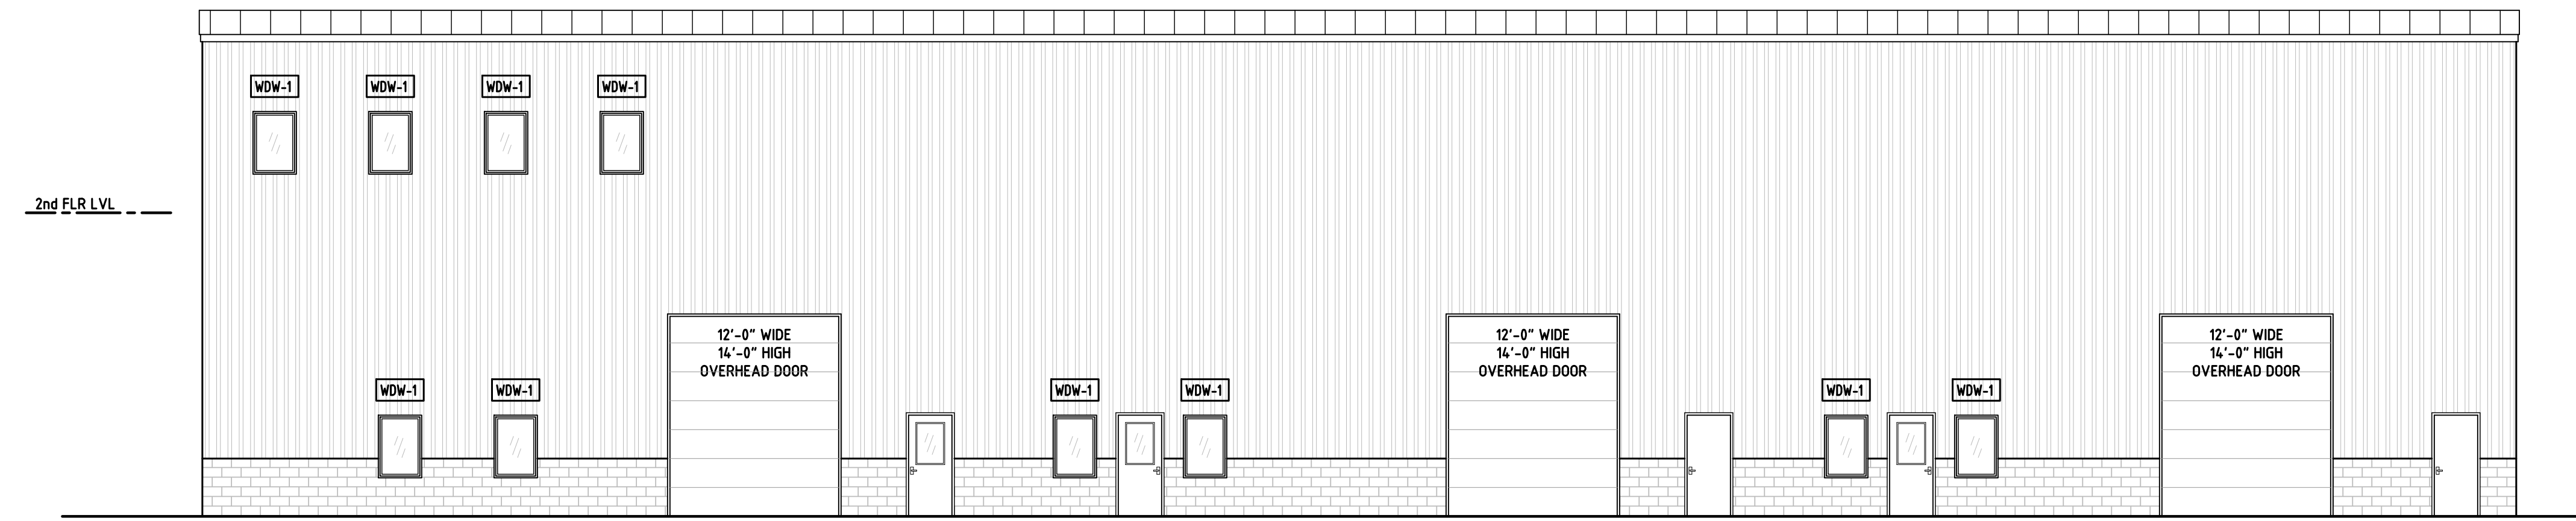 WDW-1 WDW-1 WDW-1 WDW-1
2nd FLR LVL
12'-0" WIDE
14'-0" HIGH
OVERHEAD DOOR
12'-0" WIDE
14'-0" HIGH
OVERHEAD DOOR
12'-0" WIDE
14'-0" HIGH
OVERHEAD DOOR
WDW-1 WDW-1 WDW-1 WDW-1 WDW-1 WDW-1